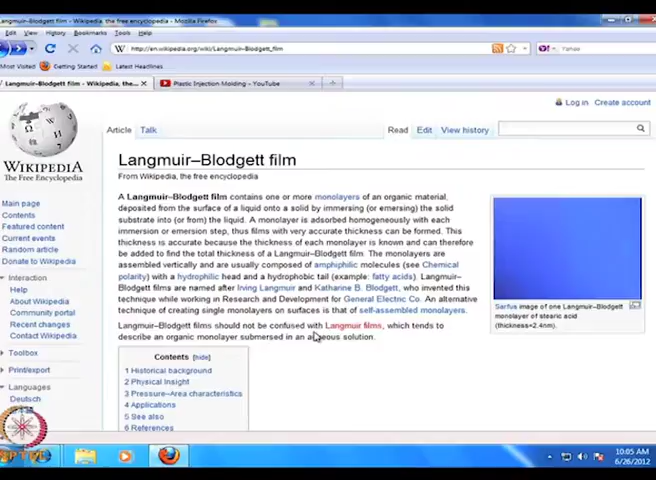 Langmuir–Blodgett film - Wikipedia, the free encyclopedia - Mozilla Firefox
Edit View History Bookmarks Tools Help
W http://en.wikipedia.org/wiki/Langmuir-Blodgett_film
Y! Yahoo
Most Visited Getting Started Latest Headlines
Langmuir–Blodgett film - Wikipedia, the... × Plastic Injection Molding - YouTube × +
Log in Create account
Article Talk Read Edit View history
WIKIPEDIA
The Free Encyclopedia
Main page
Contents
Featured content
Current events
Random article
Donate to Wikipedia
Interaction
Help
About Wikipedia
Community portal
Recent changes
Contact Wikipedia
Toolbox
Print/export
Languages
Deutsch
Langmuir–Blodgett film
From Wikipedia, the free encyclopedia
A Langmuir–Blodgett film contains one or more monolayers of an organic material,
deposited from the surface of a liquid onto a solid by immersing (or emersing) the solid
substrate into (or from) the liquid. A monolayer is adsorbed homogeneously with each
immersion or emersion step, thus films with very accurate thickness can be formed. This
thickness is accurate because the thickness of each monolayer is known and can therefore
be added to find the total thickness of a Langmuir-Blodgett film. The monolayers are
assembled vertically and are usually composed of amphiphilic molecules (see Chemical
polarity) with a hydrophilic head and a hydrophobic tail (example: fatty acids). Langmuir–
Blodgett films are named after Irving Langmuir and Katharine B. Blodgett, who invented this
technique while working in Research and Development for General Electric Co. An alternative
technique of creating single monolayers on surfaces is that of self-assembled monolayers.
Langmuir–Blodgett films should not be confused with Langmuir films, which tends to
describe an organic monolayer submersed in an aqueous solution.
Sarfus image of one Langmuir-Blodgett
monolayer of stearic acid
(thickness=2.4nm).
Contents [hide]
1 Historical background
2 Physical Insight
3 Pressure–Area characteristics
4 Applications
5 See also
6 References
NPTEL
10:05 AM
6/26/2012